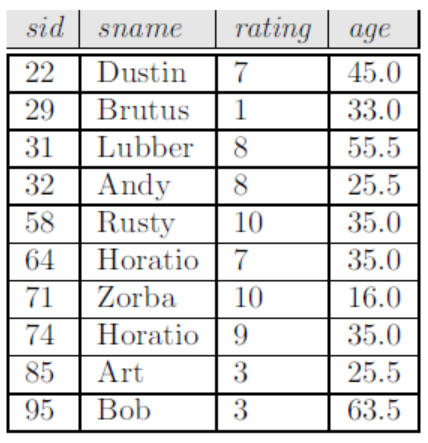 sid sname rating age
22 Dustin 7 45.0
29 Brutus 1 33.0
31 Lubber 8 55.5
32 Andy 8 25.5
58 Rusty 10 35.0
64 Horatio 7 35.0
71 Zorba 10 16.0
74 Horatio 9 35.0
85 Art 3 25.5
95 Bob 3 63.5